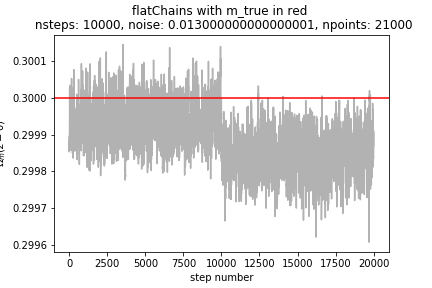 flatChains with m_true in red
nsteps: 10000, noise: 0.013000000000000001, npoints: 21000
0.3001
0.3000
0.2999
0.2998
0.2997
0.2996
0 2500 5000 7500 10000 12500 15000 17500 20000
step number